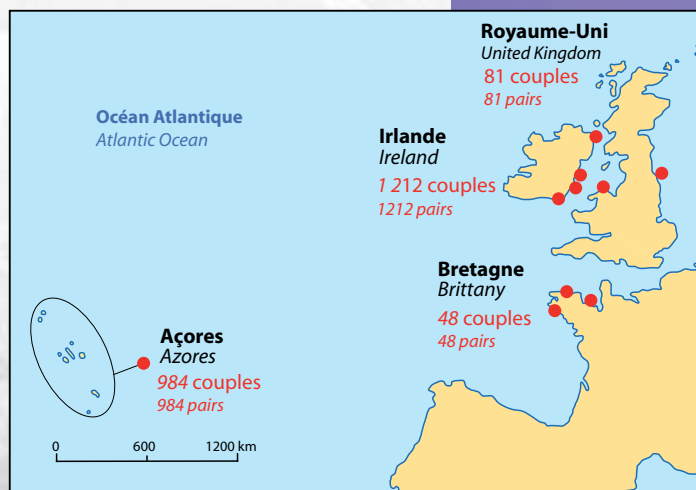 Royaume-Uni
United Kingdom
81 couples
81 pairs
Océan Atlantique
Atlantic Ocean
Irlande
Ireland
1 212 couples
1212 pairs
Bretagne
Brittany
48 couples
48 pairs
Açores
Azores
984 couples
984 pairs
0 600 1200 km